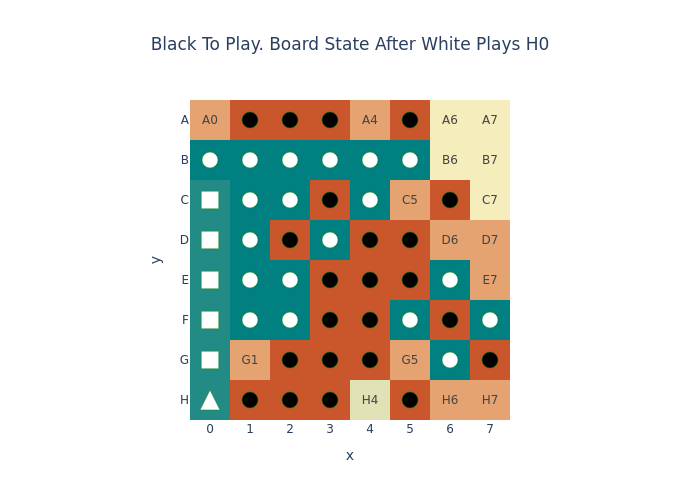 Black To Play. Board State After White Plays H0
A A0 A4 A6 A7
B B6 B7
C C5 C7
D D6 D7
E E7
F
G G1 G5
H H4 H6 H7
0 1 2 3 4 5 6 7
x
y